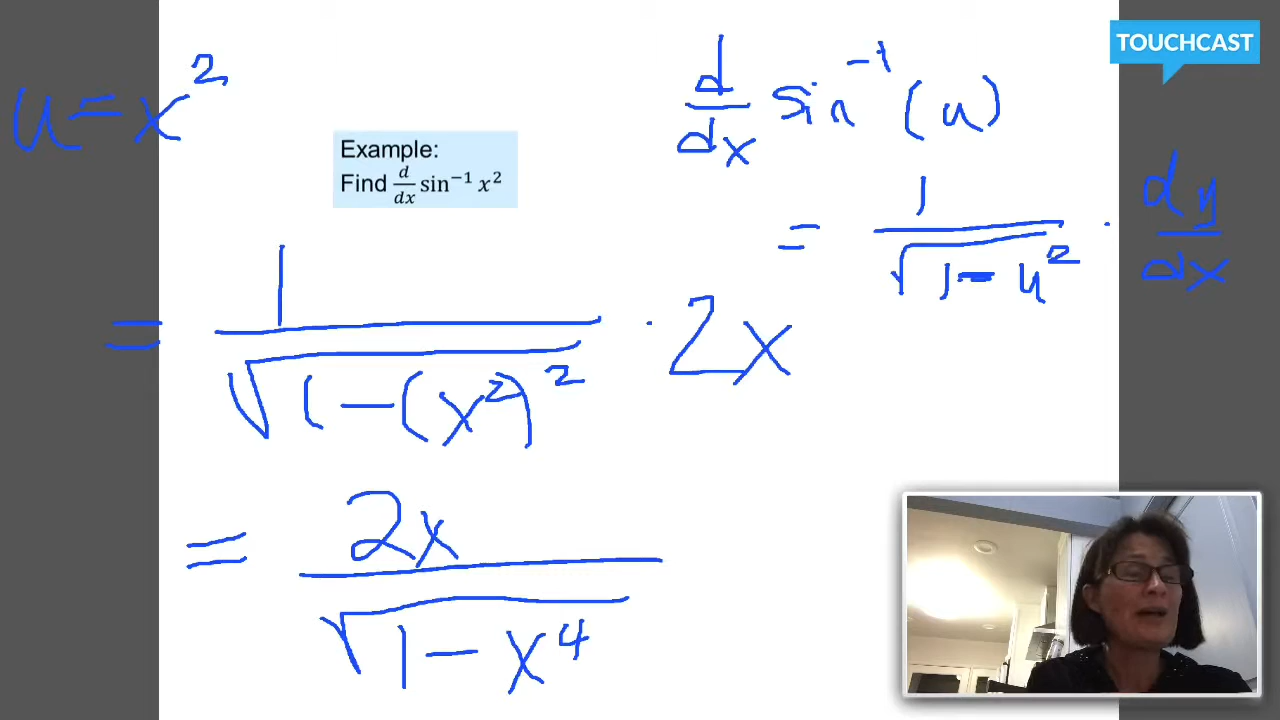 TOUCHCAST
u = x²
d/dx sin⁻¹ (u)
= 1/√(1 - u²) · dy/dx
Example:
Find d/dx sin⁻¹ x²
= 1/√(1 - (x²)²) · 2x
= 2x/√(1 - x⁴)